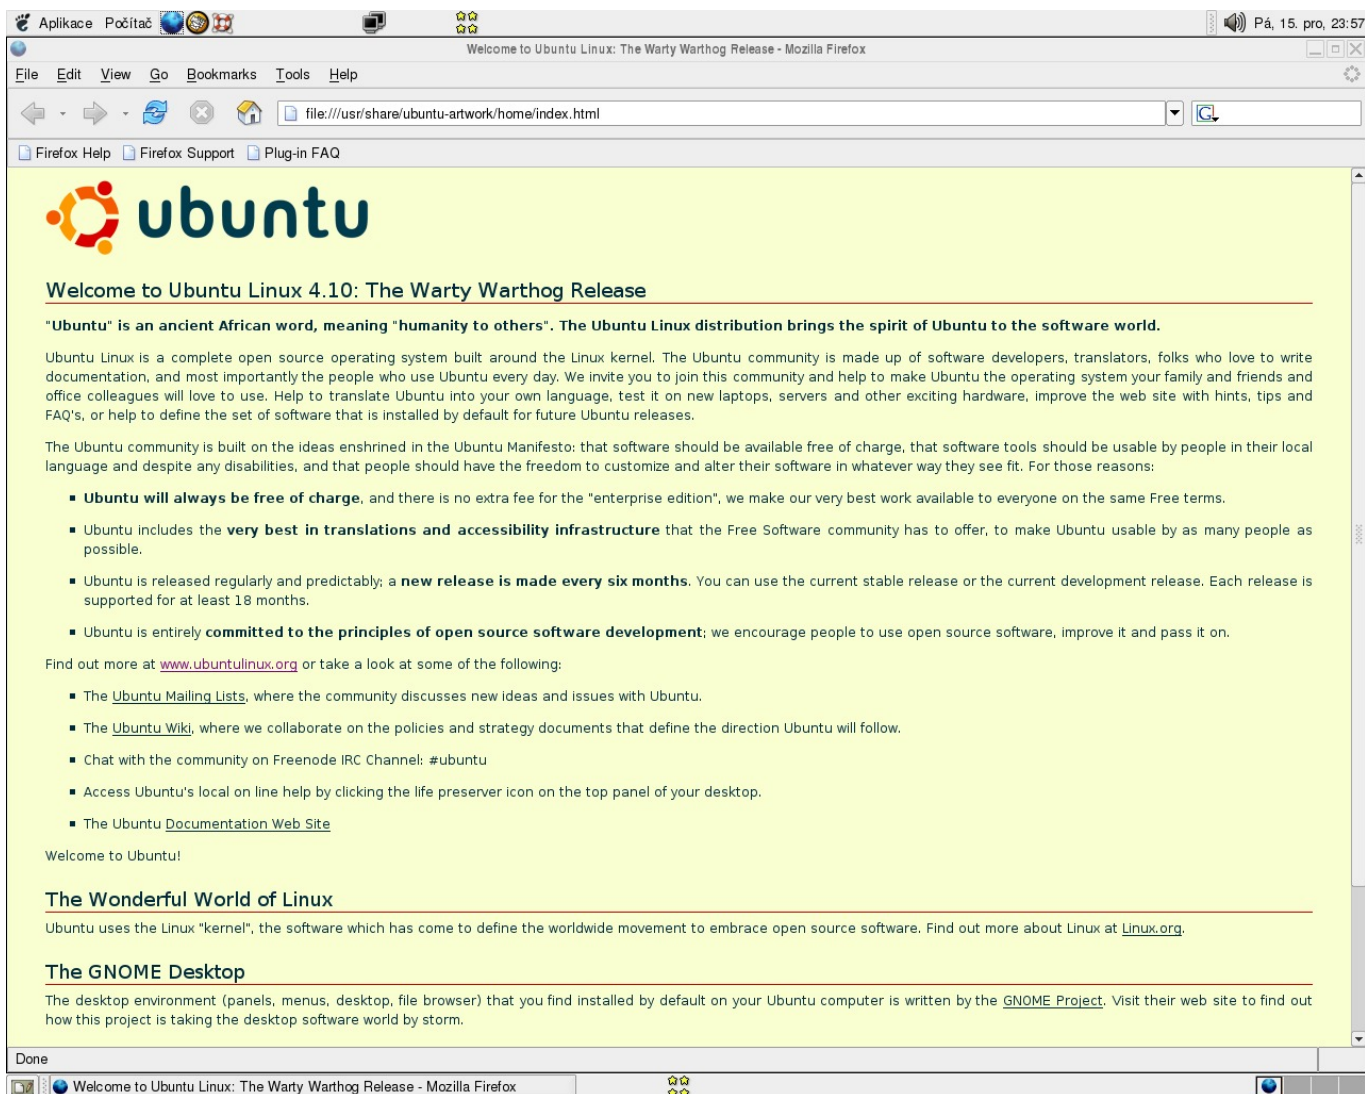 Aplikace Počítač Pá, 15. pro, 23:57
Welcome to Ubuntu Linux: The Warty Warthog Release - Mozilla Firefox
File Edit View Go Bookmarks Tools Help
file:///usr/share/ubuntu-artwork/home/index.html G
Firefox Help Firefox Support Plug-in FAQ
ubuntu
Welcome to Ubuntu Linux 4.10: The Warty Warthog Release
"Ubuntu" is an ancient African word, meaning "humanity to others". The Ubuntu Linux distribution brings the spirit of Ubuntu to the software world.
Ubuntu Linux is a complete open source operating system built around the Linux kernel. The Ubuntu community is made up of software developers, translators, folks who love to write
documentation, and most importantly the people who use Ubuntu every day. We invite you to join this community and help to make Ubuntu the operating system your family and friends and
office colleagues will love to use. Help to translate Ubuntu into your own language, test it on new laptops, servers and other exciting hardware, improve the web site with hints, tips and
FAQ's, or help to define the set of software that is installed by default for future Ubuntu releases.
The Ubuntu community is built on the ideas enshrined in the Ubuntu Manifesto: that software should be available free of charge, that software tools should be usable by people in their local
language and despite any disabilities, and that people should have the freedom to customize and alter their software in whatever way they see fit. For those reasons:
▪ Ubuntu will always be free of charge, and there is no extra fee for the "enterprise edition", we make our very best work available to everyone on the same Free terms.
▪ Ubuntu includes the very best in translations and accessibility infrastructure that the Free Software community has to offer, to make Ubuntu usable by as many people as
possible.
▪ Ubuntu is released regularly and predictably; a new release is made every six months. You can use the current stable release or the current development release. Each release is
supported for at least 18 months.
▪ Ubuntu is entirely committed to the principles of open source software development; we encourage people to use open source software, improve it and pass it on.
Find out more at www.ubuntulinux.org or take a look at some of the following:
▪ The Ubuntu Mailing Lists, where the community discusses new ideas and issues with Ubuntu.
▪ The Ubuntu Wiki, where we collaborate on the policies and strategy documents that define the direction Ubuntu will follow.
▪ Chat with the community on Freenode IRC Channel: #ubuntu
▪ Access Ubuntu's local on line help by clicking the life preserver icon on the top panel of your desktop.
▪ The Ubuntu Documentation Web Site
Welcome to Ubuntu!
The Wonderful World of Linux
Ubuntu uses the Linux "kernel", the software which has come to define the worldwide movement to embrace open source software. Find out more about Linux at Linux.org.
The GNOME Desktop
The desktop environment (panels, menus, desktop, file browser) that you find installed by default on your Ubuntu computer is written by the GNOME Project. Visit their web site to find out
how this project is taking the desktop software world by storm.
Done
Welcome to Ubuntu Linux: The Warty Warthog Release - Mozilla Firefox